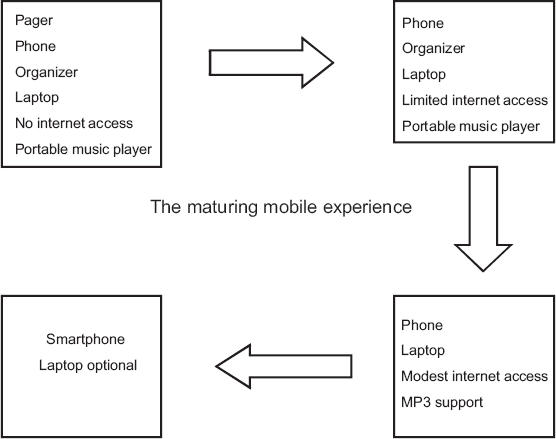 Pager
Phone
Organizer
Laptop
No internet access
Portable music player
Phone
Organizer
Laptop
Limited internet access
Portable music player
The maturing mobile experience
Phone
Laptop
Modest internet access
MP3 support
Smartphone
Laptop optional